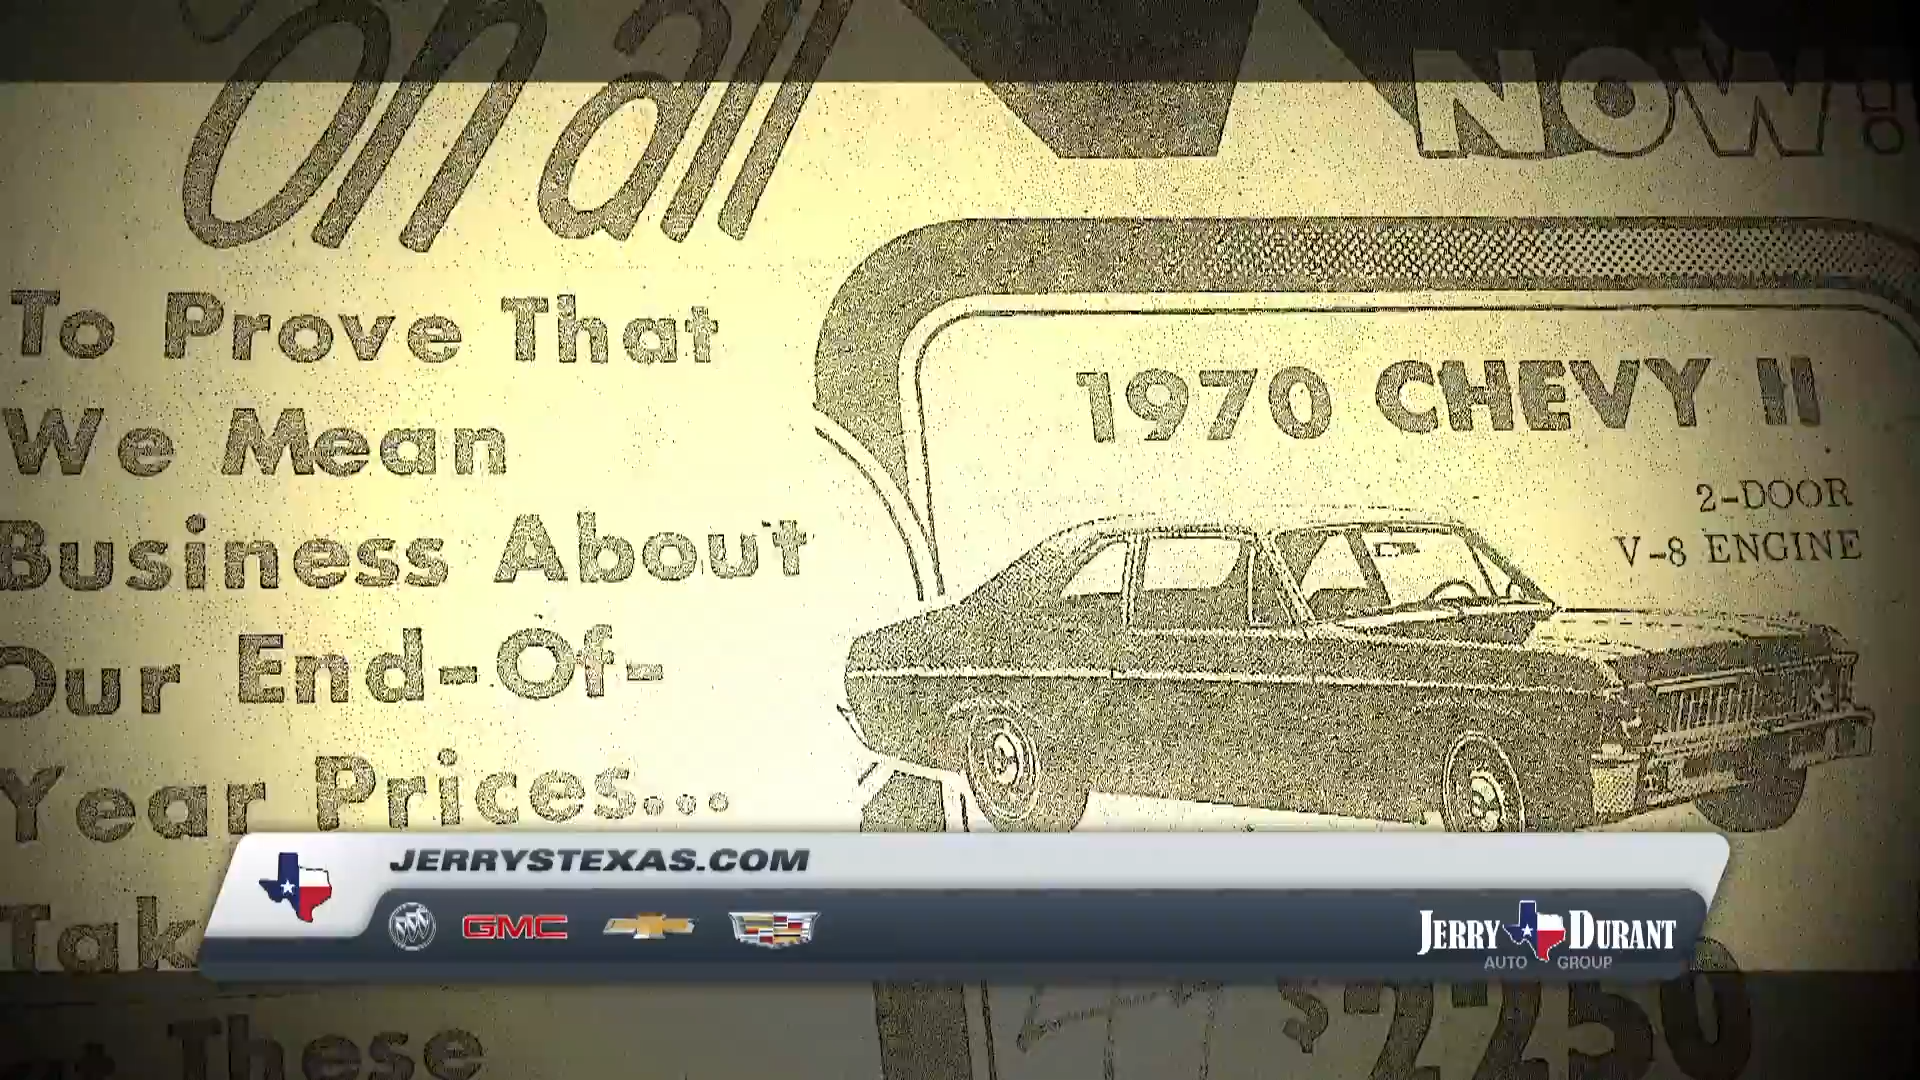 On all
NOW!
To Prove That
We Mean
Business About
Our End-Of-
Year Prices...
1970 CHEVY II
2-DOOR
V-8 ENGINE
JERRYSTEXAS.COM
GMC
JERRY DURANT
AUTO GROUP
These
$2250